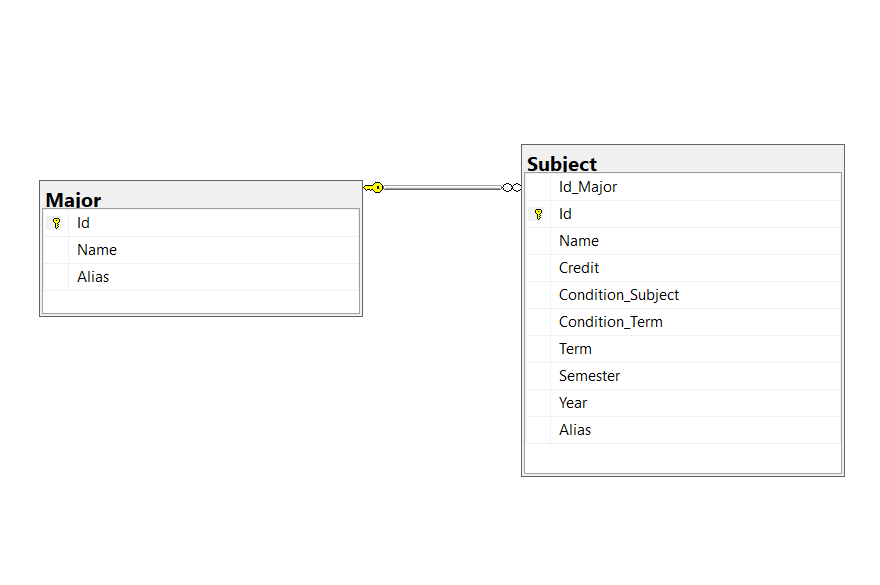 Major
Id
Name
Alias
Subject
Id_Major
Id
Name
Credit
Condition_Subject
Condition_Term
Term
Semester
Year
Alias